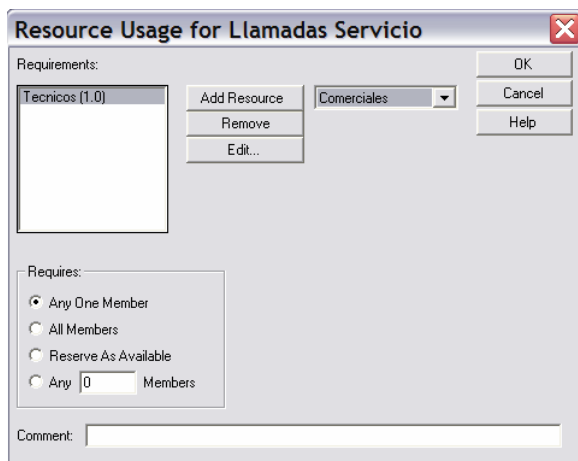 Resource Usage for Llamadas Servicio
Requirements:
Tecnicos (1.0)
Add Resource
Remove
Edit...
Comerciales
OK
Cancel
Help
Requires:
Any One Member
All Members
Reserve As Available
Any 0 Members
Comment: